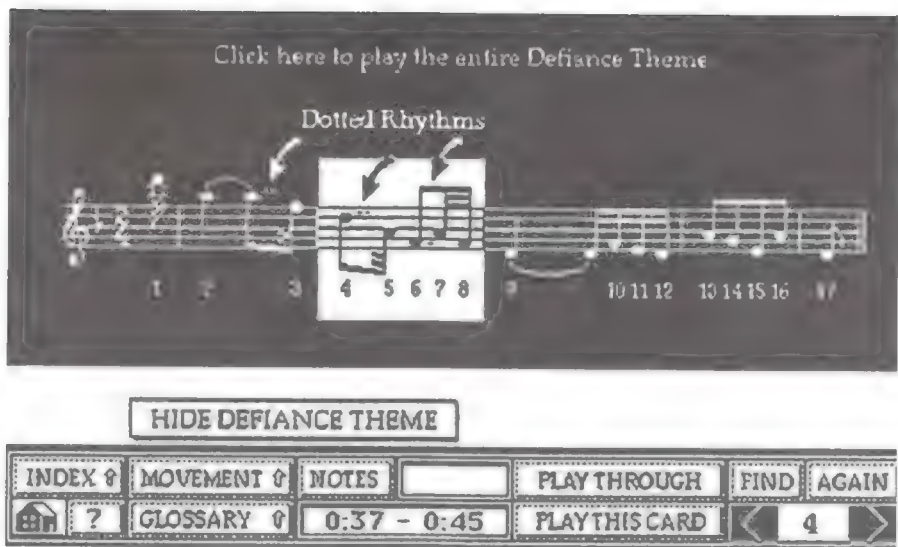 Click here to play the entire Defiance Theme
Dotted Rhythms
1 2 3 4 5 6 7 8 9 10 11 12 13 14 15 16 17
HIDE DEFIANCE THEME
INDEX ⇧ MOVEMENT ⇧ NOTES PLAY THROUGH FIND AGAIN
? GLOSSARY ⇧ 0:37 - 0:45 PLAY THIS CARD 4